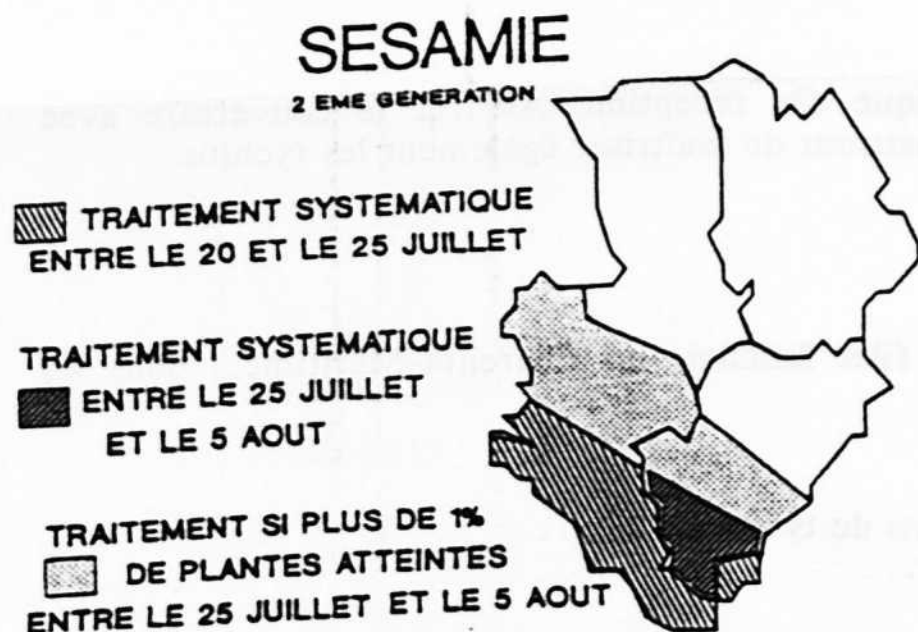 SESAMIE
2 EME GENERATION
TRAITEMENT SYSTEMATIQUE
ENTRE LE 20 ET LE 25 JUILLET
TRAITEMENT SYSTEMATIQUE
ENTRE LE 25 JUILLET
ET LE 5 AOUT
TRAITEMENT SI PLUS DE 1%
DE PLANTES ATTEINTES
ENTRE LE 25 JUILLET ET LE 5 AOUT